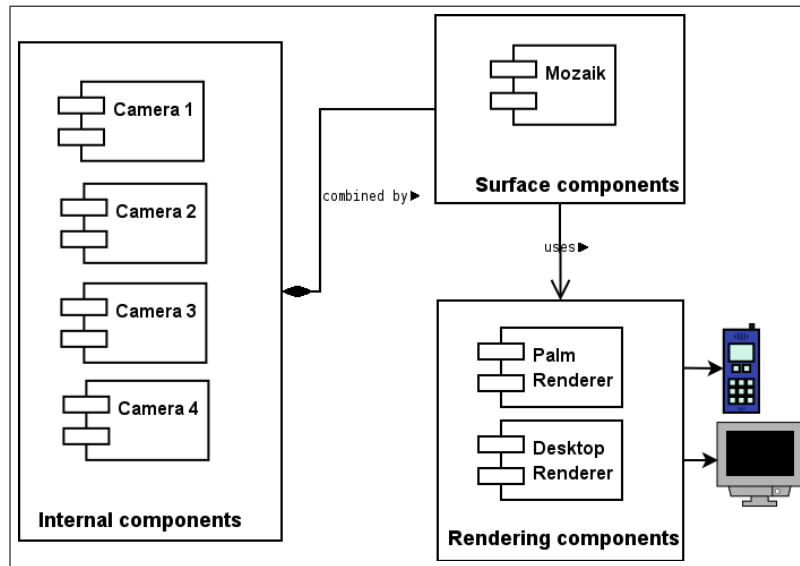 Camera 1
Camera 2
Camera 3
Camera 4
Internal components
combined by
Mozaik
Surface components
uses
Palm
Renderer
Desktop
Renderer
Rendering components